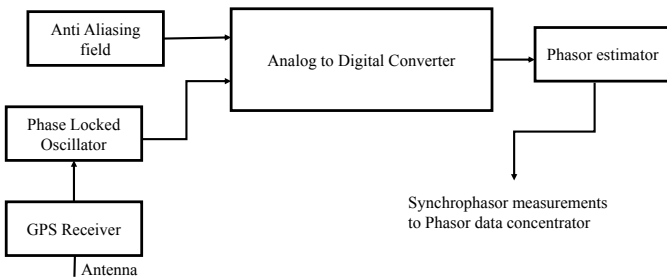 Anti Aliasing
field
Analog to Digital Converter
Phasor estimator
Phase Locked
Oscillator
Synchrophasor measurements
to Phasor data concentrator
GPS Receiver
Antenna